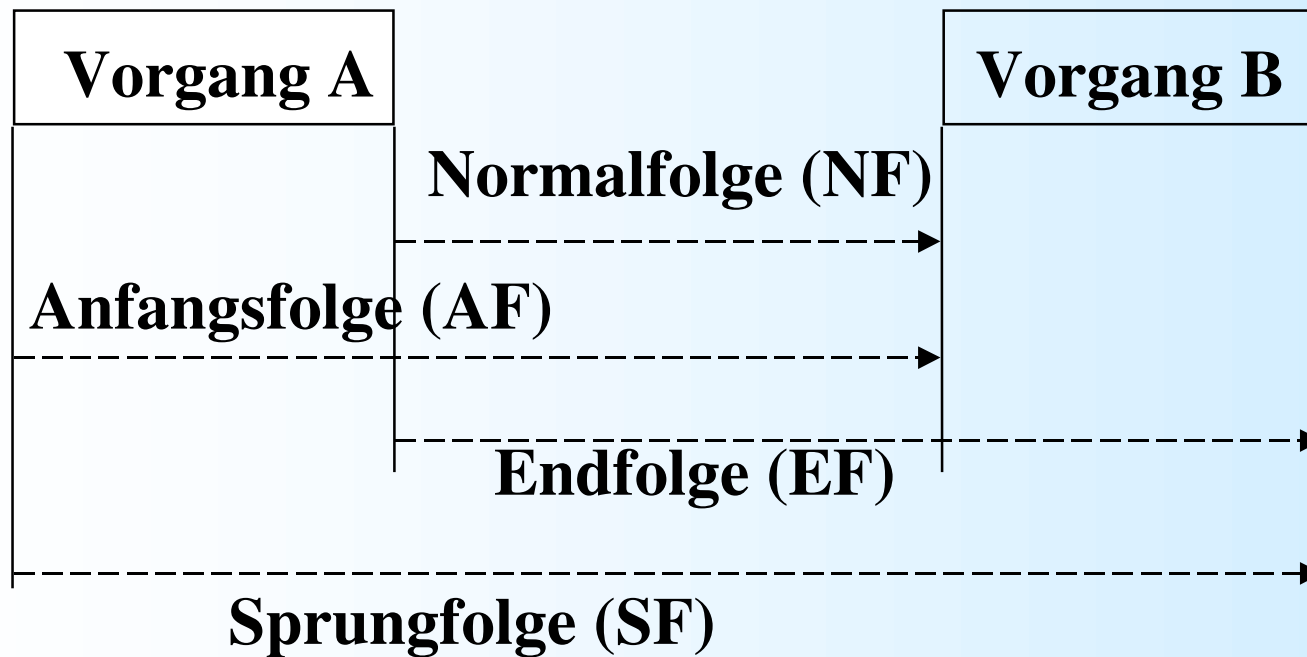 Vorgang A
Vorgang B
Normalfolge (NF)
Anfangsfolge (AF)
Endfolge (EF)
Sprungfolge (SF)